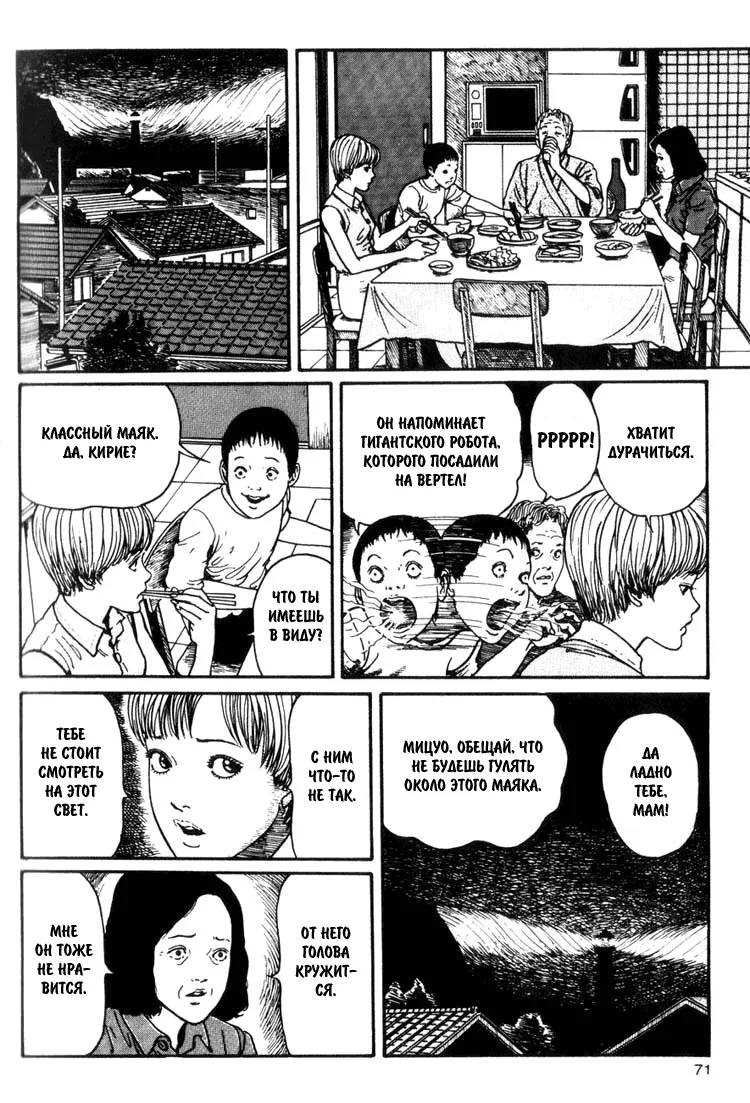 КЛАССНЫЙ МАЯК.
ДА, КИРИЕ?
ЧТО ТЫ
ИМЕЕШЬ
В ВИДУ?
ОН НАПОМИНАЕТ
ГИГАНТСКОГО РОБОТА,
КОТОРОГО ПОСАДИЛИ
НА ВЕРТЕЛ!
РРРРР!
ХВАТИТ
ДУРАЧИТЬСЯ.
ТЕБЕ
НЕ СТОИТ
СМОТРЕТЬ
НА ЭТОТ
СВЕТ.
С НИМ
ЧТО-ТО
НЕ ТАК.
МНЕ
ОН ТОЖЕ
НЕ НРА-
ВИТСЯ.
ОТ НЕГО
ГОЛОВА
КРУЖИТ-
СЯ.
МИЦУО, ОБЕЩАЙ, ЧТО
НЕ БУДЕШЬ ГУЛЯТЬ
ОКОЛО ЭТОГО МАЯКА.
ДА
ЛАДНО
ТЕБЕ,
МАМ!
71